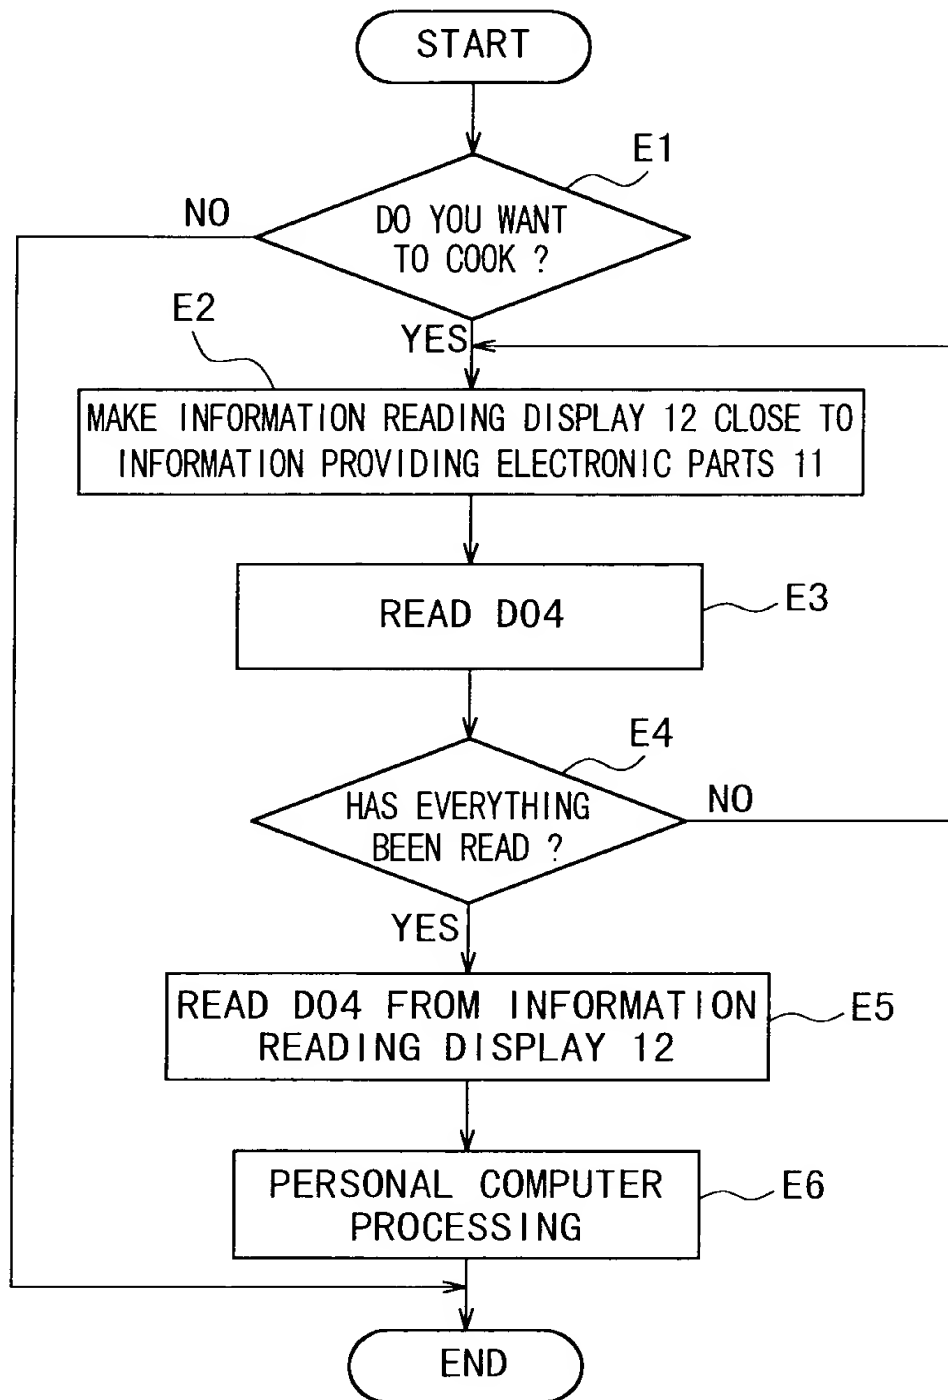 START
E1
DO YOU WANT
TO COOK ?
NO
E2
YES
MAKE INFORMATION READING DISPLAY 12 CLOSE TO
INFORMATION PROVIDING ELECTRONIC PARTS 11
READ D04
E3
E4
HAS EVERYTHING
BEEN READ ?
NO
YES
READ D04 FROM INFORMATION
READING DISPLAY 12
E5
PERSONAL COMPUTER
PROCESSING
E6
END